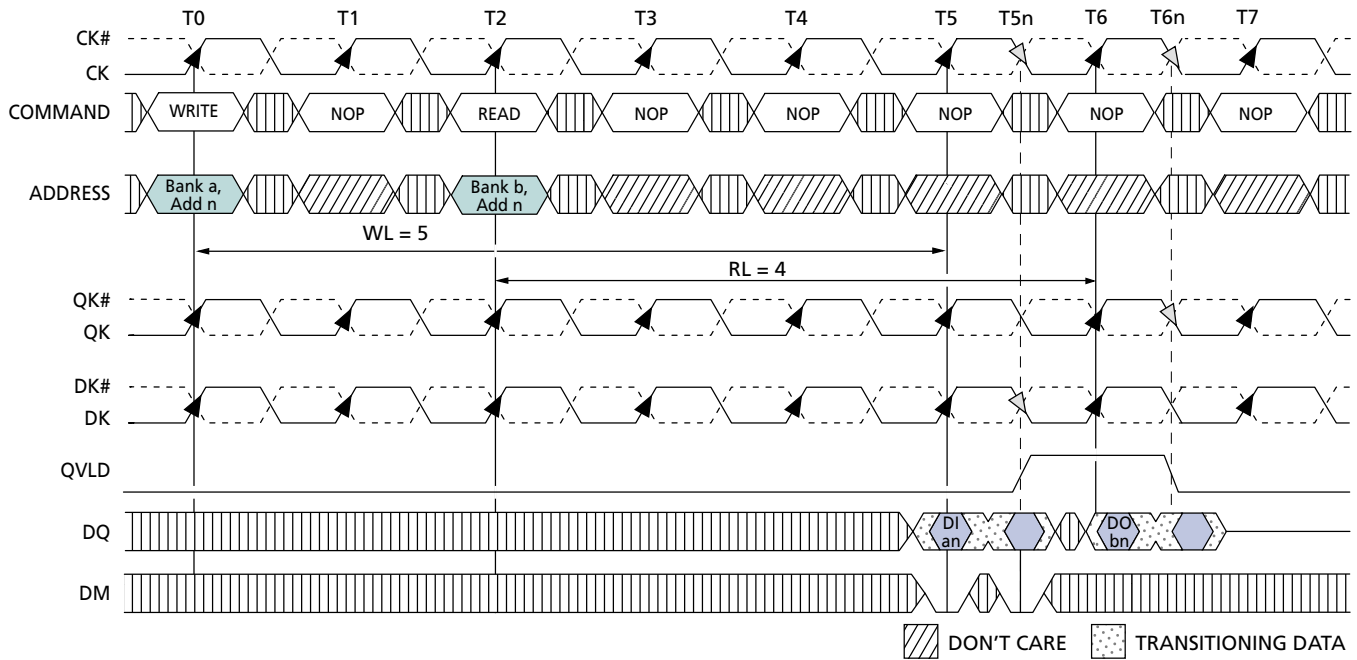 T0 T1 T2 T3 T4 T5 T5n T6 T6n T7
CK#
CK
COMMAND WRITE NOP READ NOP NOP NOP NOP NOP
ADDRESS Bank a, Add n Bank b, Add n
WL = 5
RL = 4
QK#
QK
DK#
DK
QVLD
DQ DI an DO bn
DM
DON'T CARE TRANSITIONING DATA